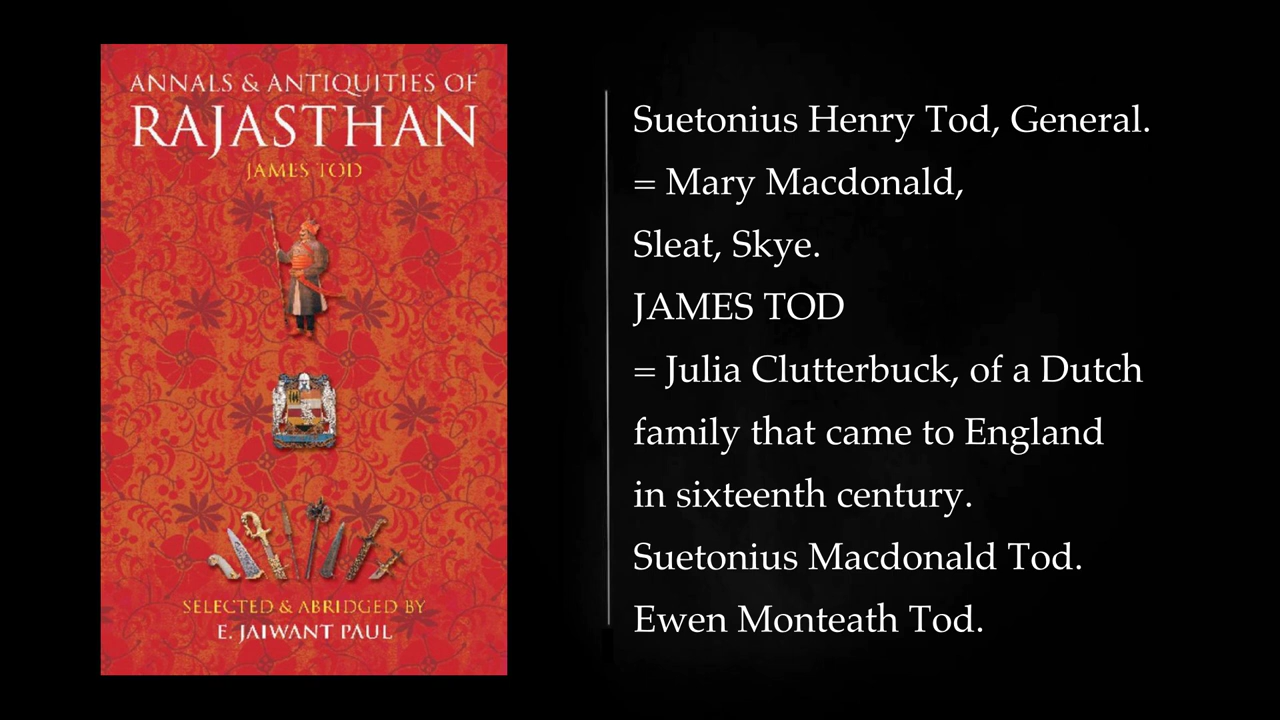 ANNALS & ANTIQUITIES OF
RAJASTHAN
JAMES TOD
SELECTED & ABRIDGED BY
E. JAIWANT PAUL
Suetonius Henry Tod, General.
= Mary Macdonald,
Sleat, Skye.
JAMES TOD
= Julia Clutterbuck, of a Dutch
family that came to England
in sixteenth century.
Suetonius Macdonald Tod.
Ewen Monteath Tod.